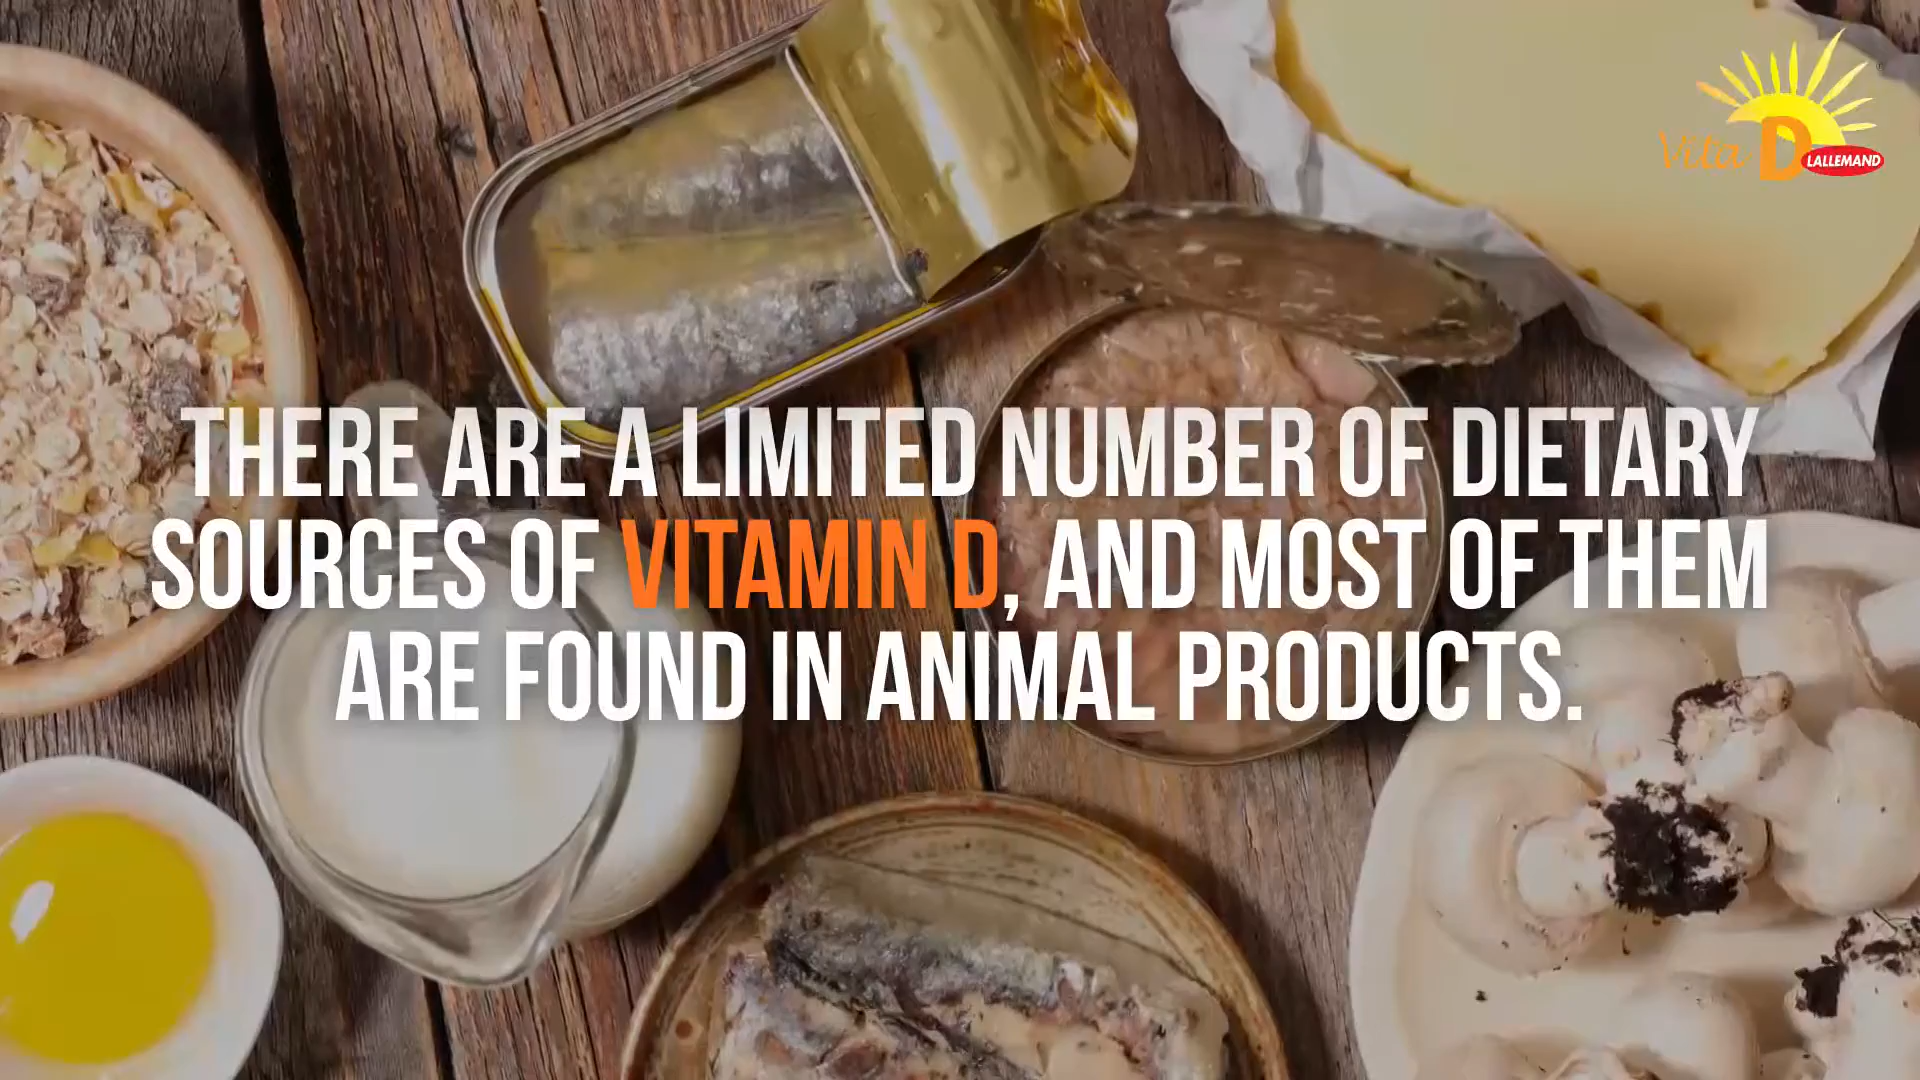 Vita D
LALLEMAND
THERE ARE A LIMITED NUMBER OF DIETARY
SOURCES OF VITAMIN D, AND MOST OF THEM
ARE FOUND IN ANIMAL PRODUCTS.